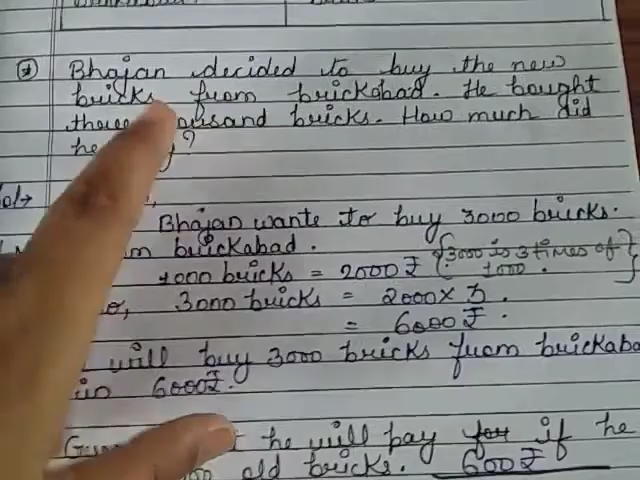 Bhajan decided to buy the new
bricks from brickabad. He bought
bricks. How much did
he ?
Bhajan wants to buy 3000 bricks.
brickabad. {3000 is 3 times of
1000 bricks = 2000₹ 1000. }
3000 bricks = 2000 × 3.
= 6000₹.
will buy 3000 bricks from brickaba
in 6000₹.
he will pay if he
old bricks. 600₹